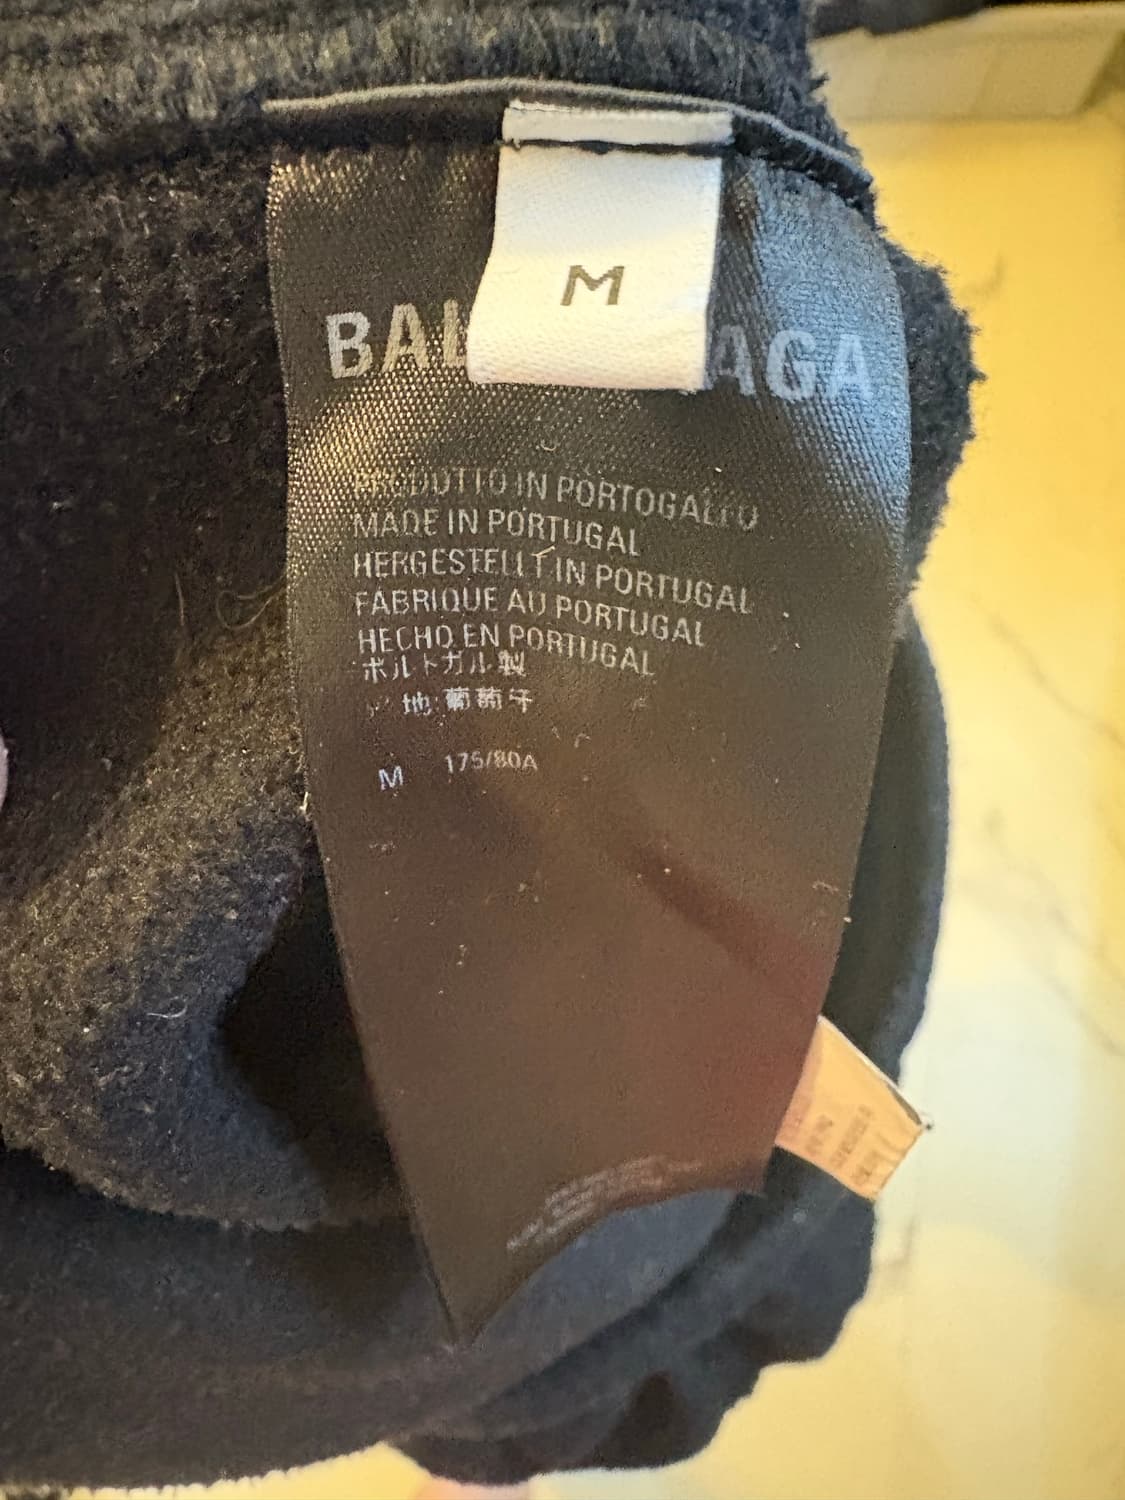 M
BAL AGA
PRODOTTO IN PORTOGALLO
MADE IN PORTUGAL
HERGESTELLT IN PORTUGAL
FABRIQUE AU PORTUGAL
HECHO EN PORTUGAL
ポルトガル製
地:葡萄牙
M 175/80A